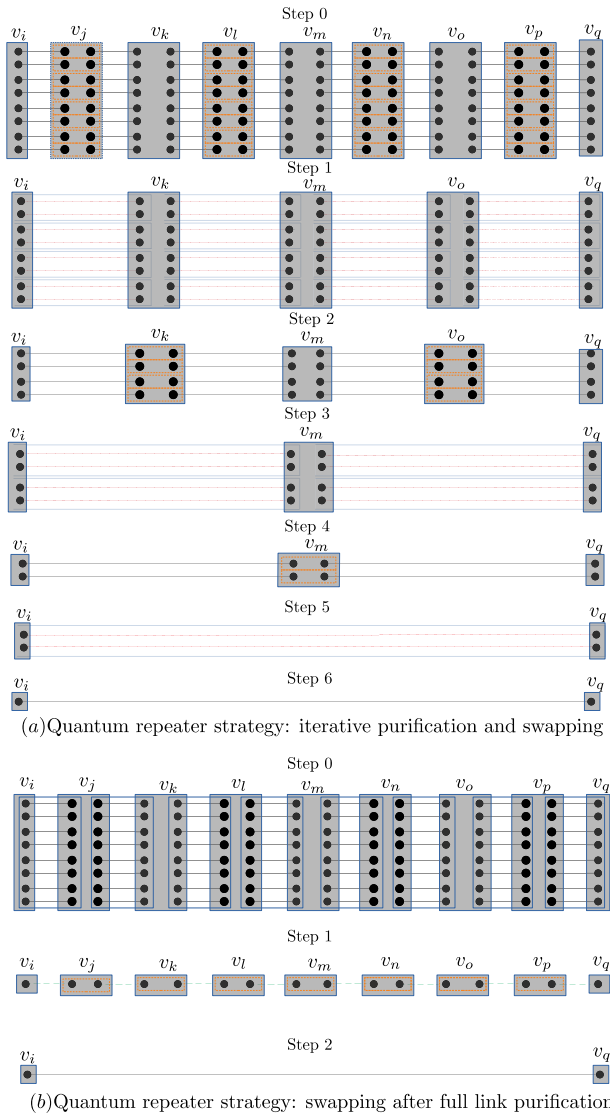 Step 0
v_i v_j v_k v_l v_m v_n v_o v_p v_q
Step 1
v_i v_k v_m v_o v_q
Step 2
v_i v_k v_m v_o v_q
Step 3
v_i v_m v_q
Step 4
v_i v_m v_q
Step 5
v_i v_q
Step 6
v_i v_q
(a)Quantum repeater strategy: iterative purification and swapping
Step 0
v_i v_j v_k v_l v_m v_n v_o v_p v_q
Step 1
v_i v_j v_k v_l v_m v_n v_o v_p v_q
Step 2
v_i v_q
(b)Quantum repeater strategy: swapping after full link purification